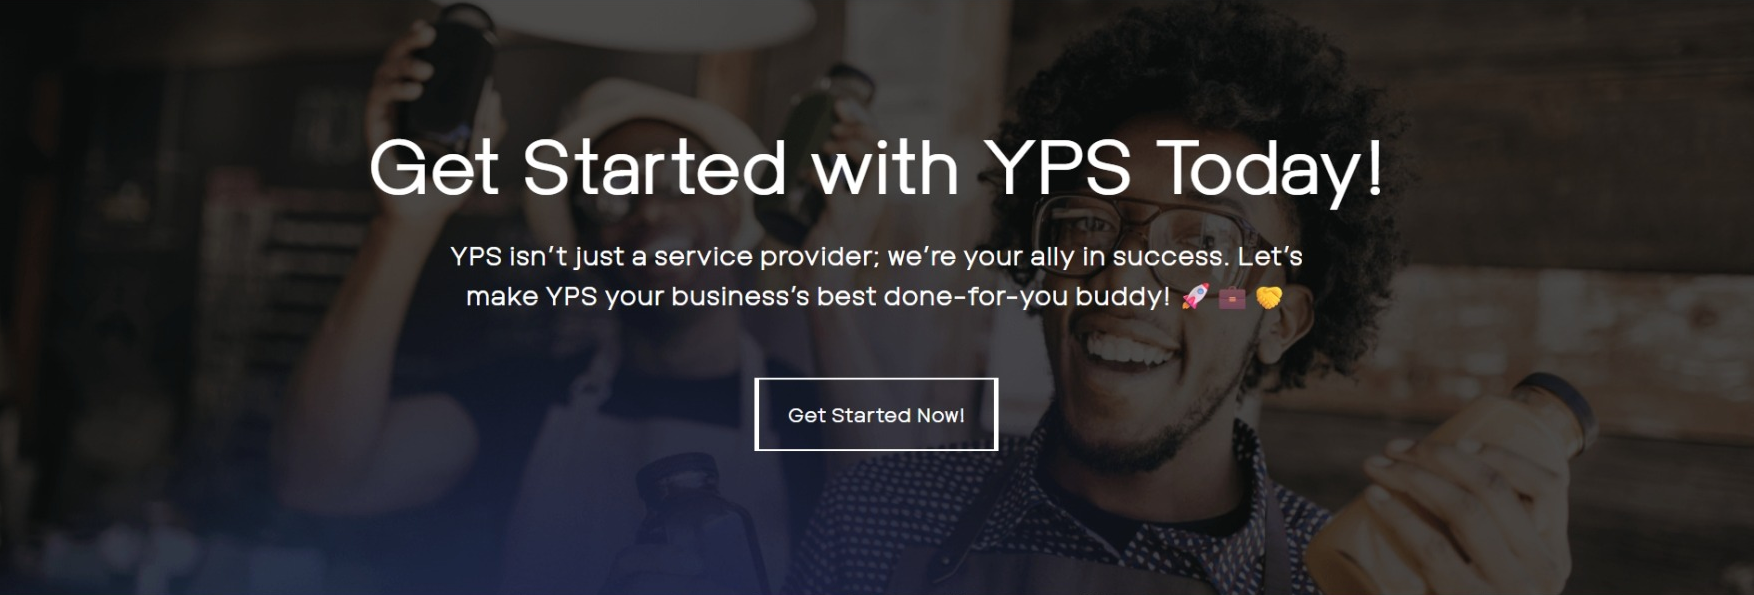 Get Started with YPS Today!
YPS isn’t just a service provider; we’re your ally in success. Let’s
make YPS your business’s best done-for-you buddy! 🚀 💼 🤝
Get Started Now!